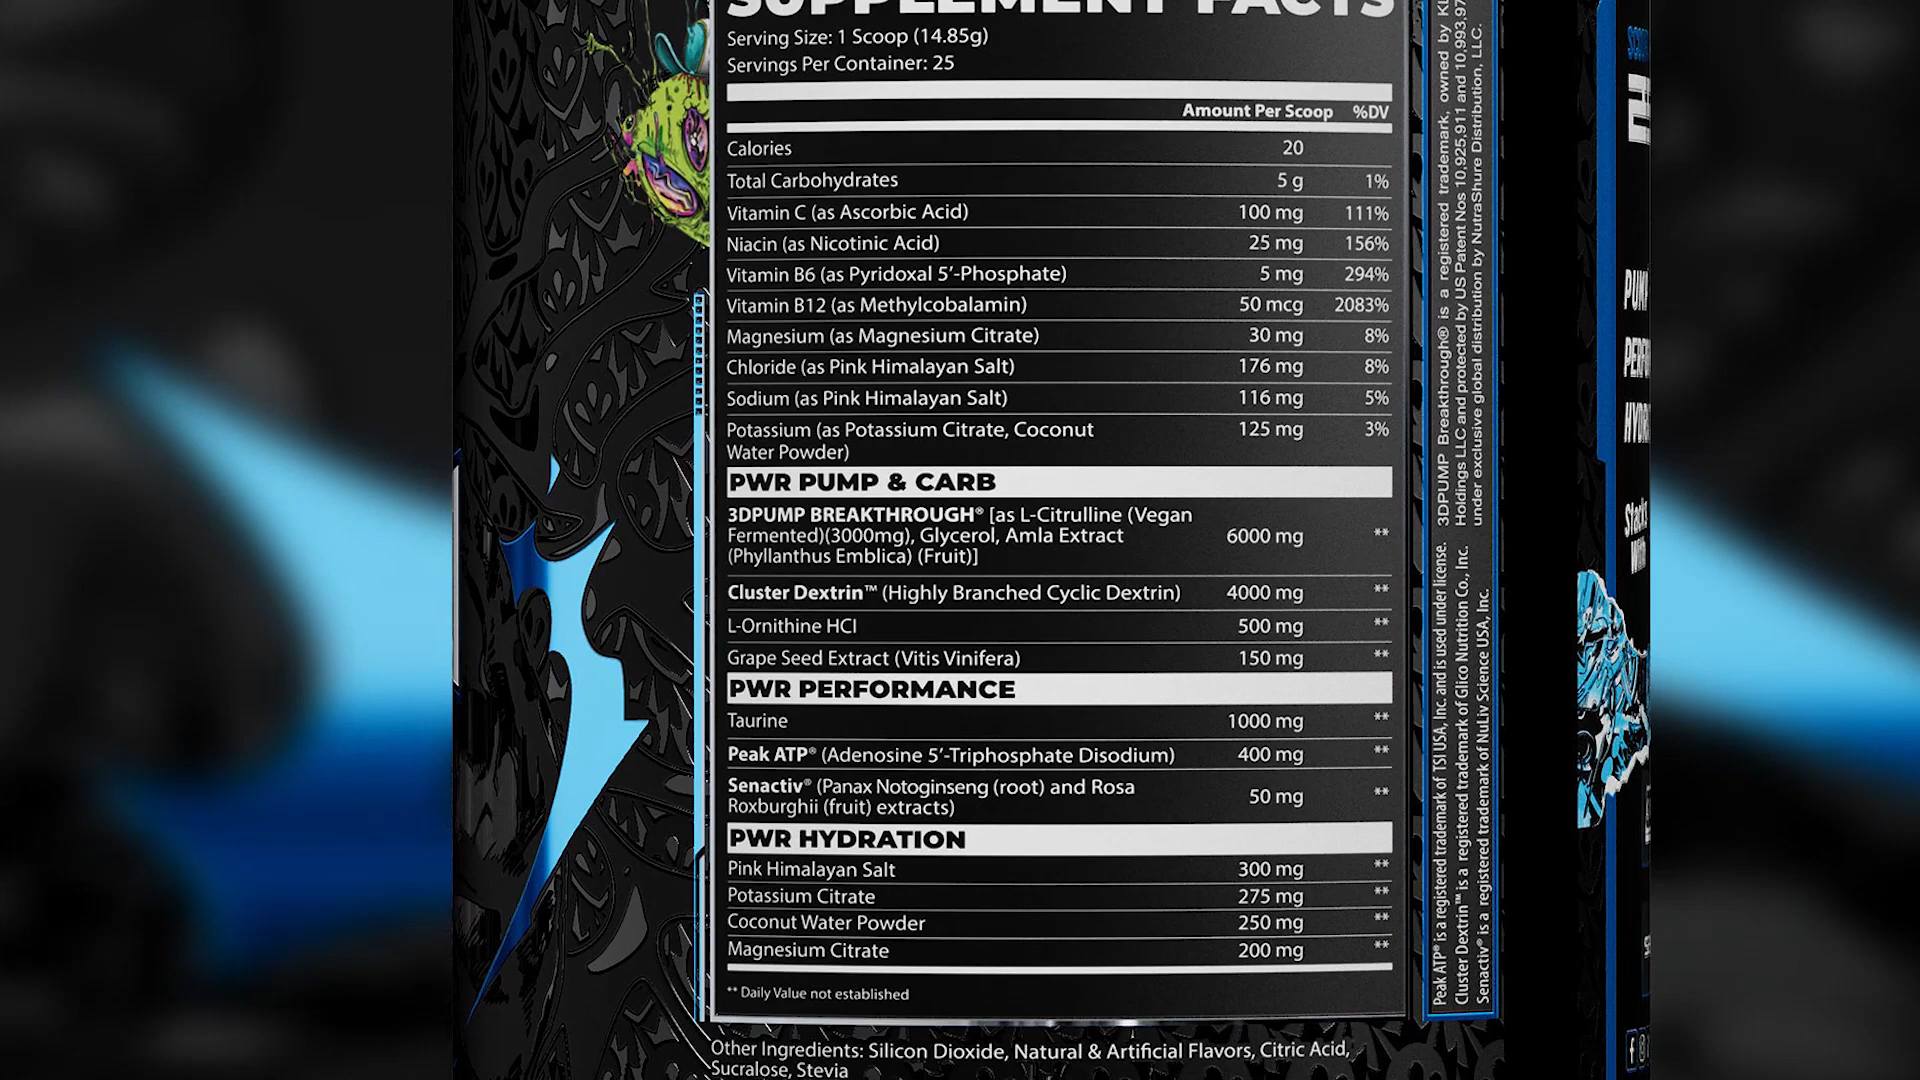 SUPPLEMENT FACTS
Serving Size: 1 Scoop (14.85g)
Servings Per Container: 25
Amount Per Scoop %DV
Calories 20
Total Carbohydrates 5 g 1%
Vitamin C (as Ascorbic Acid) 100 mg 111%
Niacin (as Nicotinic Acid) 25 mg 156%
Vitamin B6 (as Pyridoxal 5’-Phosphate) 5 mg 294%
Vitamin B12 (as Methylcobalamin) 50 mcg 2083%
Magnesium (as Magnesium Citrate) 30 mg 8%
Chloride (as Pink Himalayan Salt) 176 mg 8%
Sodium (as Pink Himalayan Salt) 116 mg 5%
Potassium (as Potassium Citrate, Coconut 125 mg 3%
Water Powder)
PWR PUMP & CARB
3DPUMP BREAKTHROUGH® [as L-Citrulline (Vegan
Fermented)(3000mg), Glycerol, Amla Extract 6000 mg **
(Phyllanthus Emblica) (Fruit)]
Cluster Dextrin™ (Highly Branched Cyclic Dextrin) 4000 mg **
L-Ornithine HCl 500 mg **
Grape Seed Extract (Vitis Vinifera) 150 mg **
PWR PERFORMANCE
Taurine 1000 mg **
Peak ATP® (Adenosine 5’-Triphosphate Disodium) 400 mg **
Senactiv® (Panax Notoginseng (root) and Rosa 50 mg **
Roxburghii (fruit) extracts)
PWR HYDRATION
Pink Himalayan Salt 300 mg **
Potassium Citrate 275 mg **
Coconut Water Powder 250 mg **
Magnesium Citrate 200 mg **
** Daily Value not established
Other Ingredients: Silicon Dioxide, Natural & Artificial Flavors, Citric Acid,
Sucralose, Stevia
3DPUMP Breakthrough® is a registered trademark, owned by
Holdings LLC and protected by US Patent Nos 10,925,911 and 10,993,97
under exclusive global distribution by NutraShure Distribution, LLC.
Peak ATP® is a registered trademark of TSI USA, Inc. and is used under license.
Cluster Dextrin™ is a registered trademark of Glico Nutrition Co., Inc.
Senactiv® is a registered trademark of NuLiv Science USA, Inc.
Stacks
With